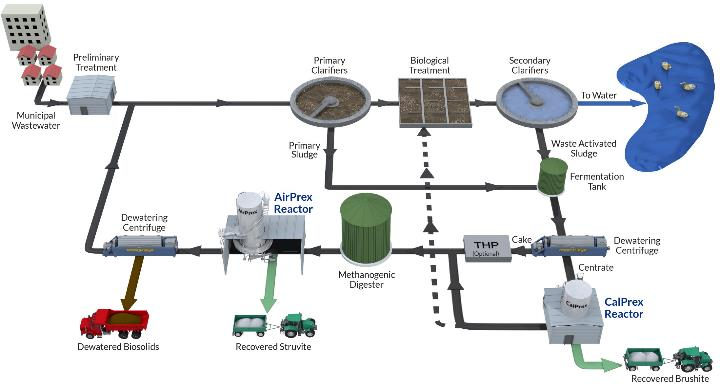 Preliminary
Treatment
Municipal
Wastewater
Primary
Clarifiers
Biological
Treatment
Secondary
Clarifiers
To Water
Primary
Sludge
Waste Activated
Sludge
Fermentation
Tank
AirPrex
Reactor
AirPrex
Dewatering
Centrifuge
Methanogenic
Digester
THP
(Optional)
Cake
Dewatering
Centrifuge
Centrate
CalPrex
CalPrex
Reactor
Dewatered Biosolids
Recovered Struvite
Recovered Brushite